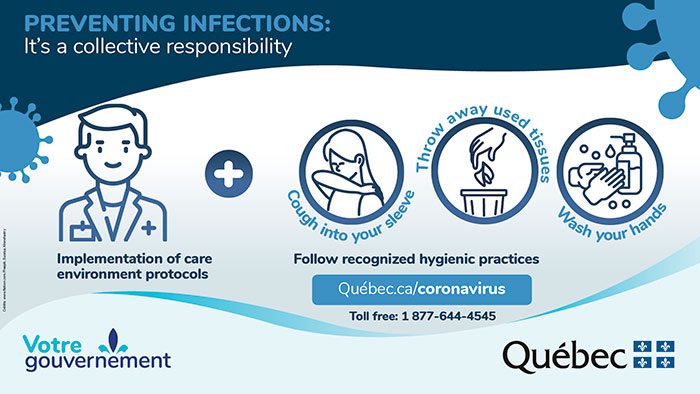 PREVENTING INFECTIONS:
It's a collective responsibility
Implementation of care
environment protocols
Cough into your sleeve
Throw away used tissues
Wash your hands
Follow recognized hygienic practices
Québec.ca/coronavirus
Toll free: 1 877-644-4545
Votre
gouvernement
Québec